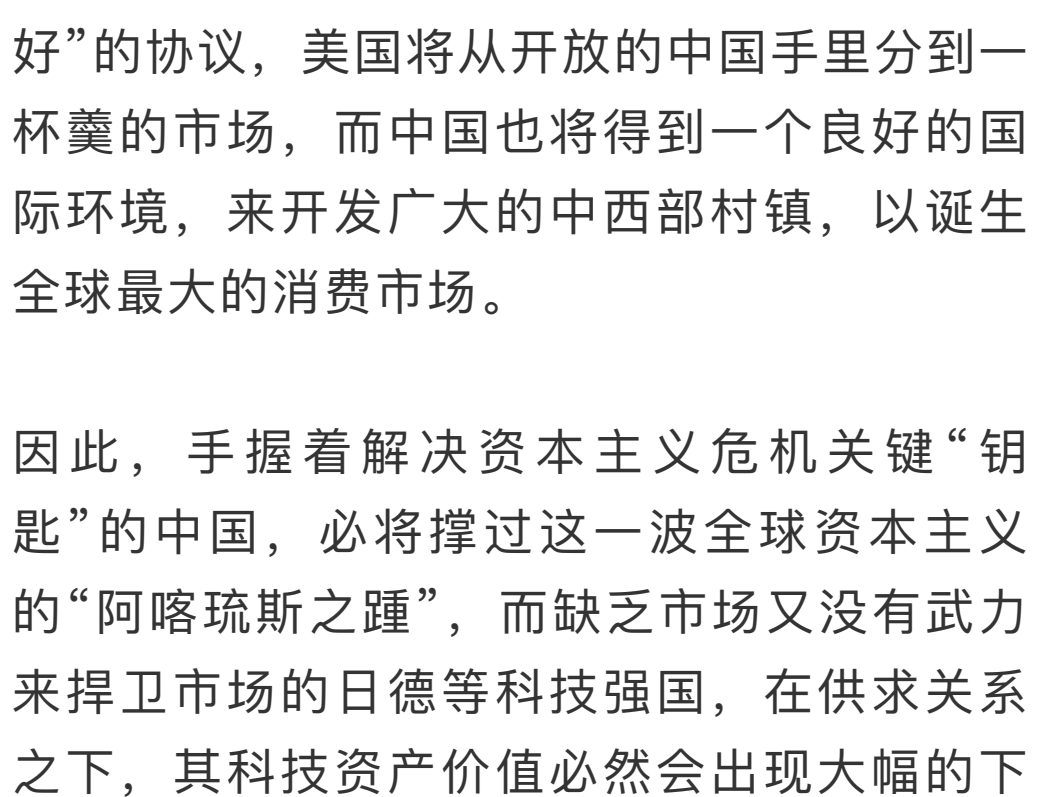 好”的协议，美国将从开放的中国手里分到一
杯羹的市场，而中国也将得到一个良好的国
际环境，来开发广大的中西部村镇，以诞生
全球最大的消费市场。
因此，手握着解决资本主义危机关键“钥
匙”的中国，必将撑过这一波全球资本主义
的“阿喀琉斯之踵”，而缺乏市场又没有武力
来捍卫市场的日德等科技强国，在供求关系
之下，其科技资产价值必然会出现大幅的下